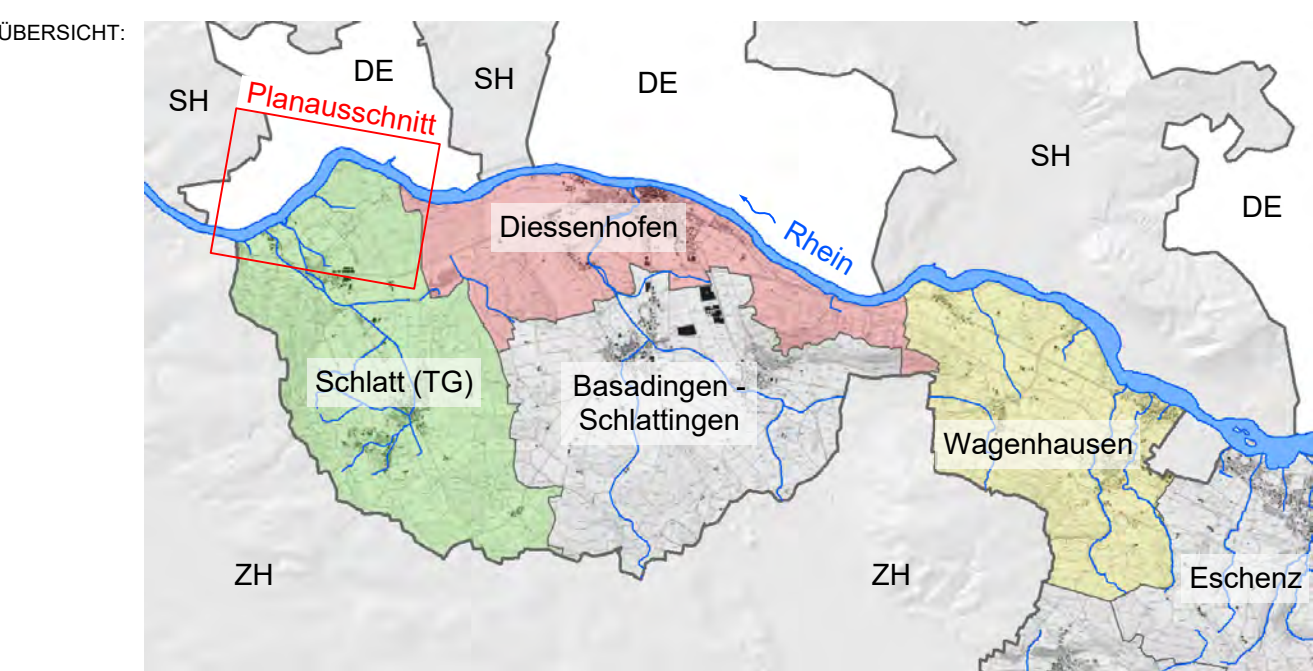 ÜBERSICHT:
DE
SH
DE
SH
Planausschnitt
SH
DE
Diessenhofen
Rhein
Schlatt (TG)
Basadingen -
Schlattingen
Wagenhausen
ZH
ZH
Eschenz